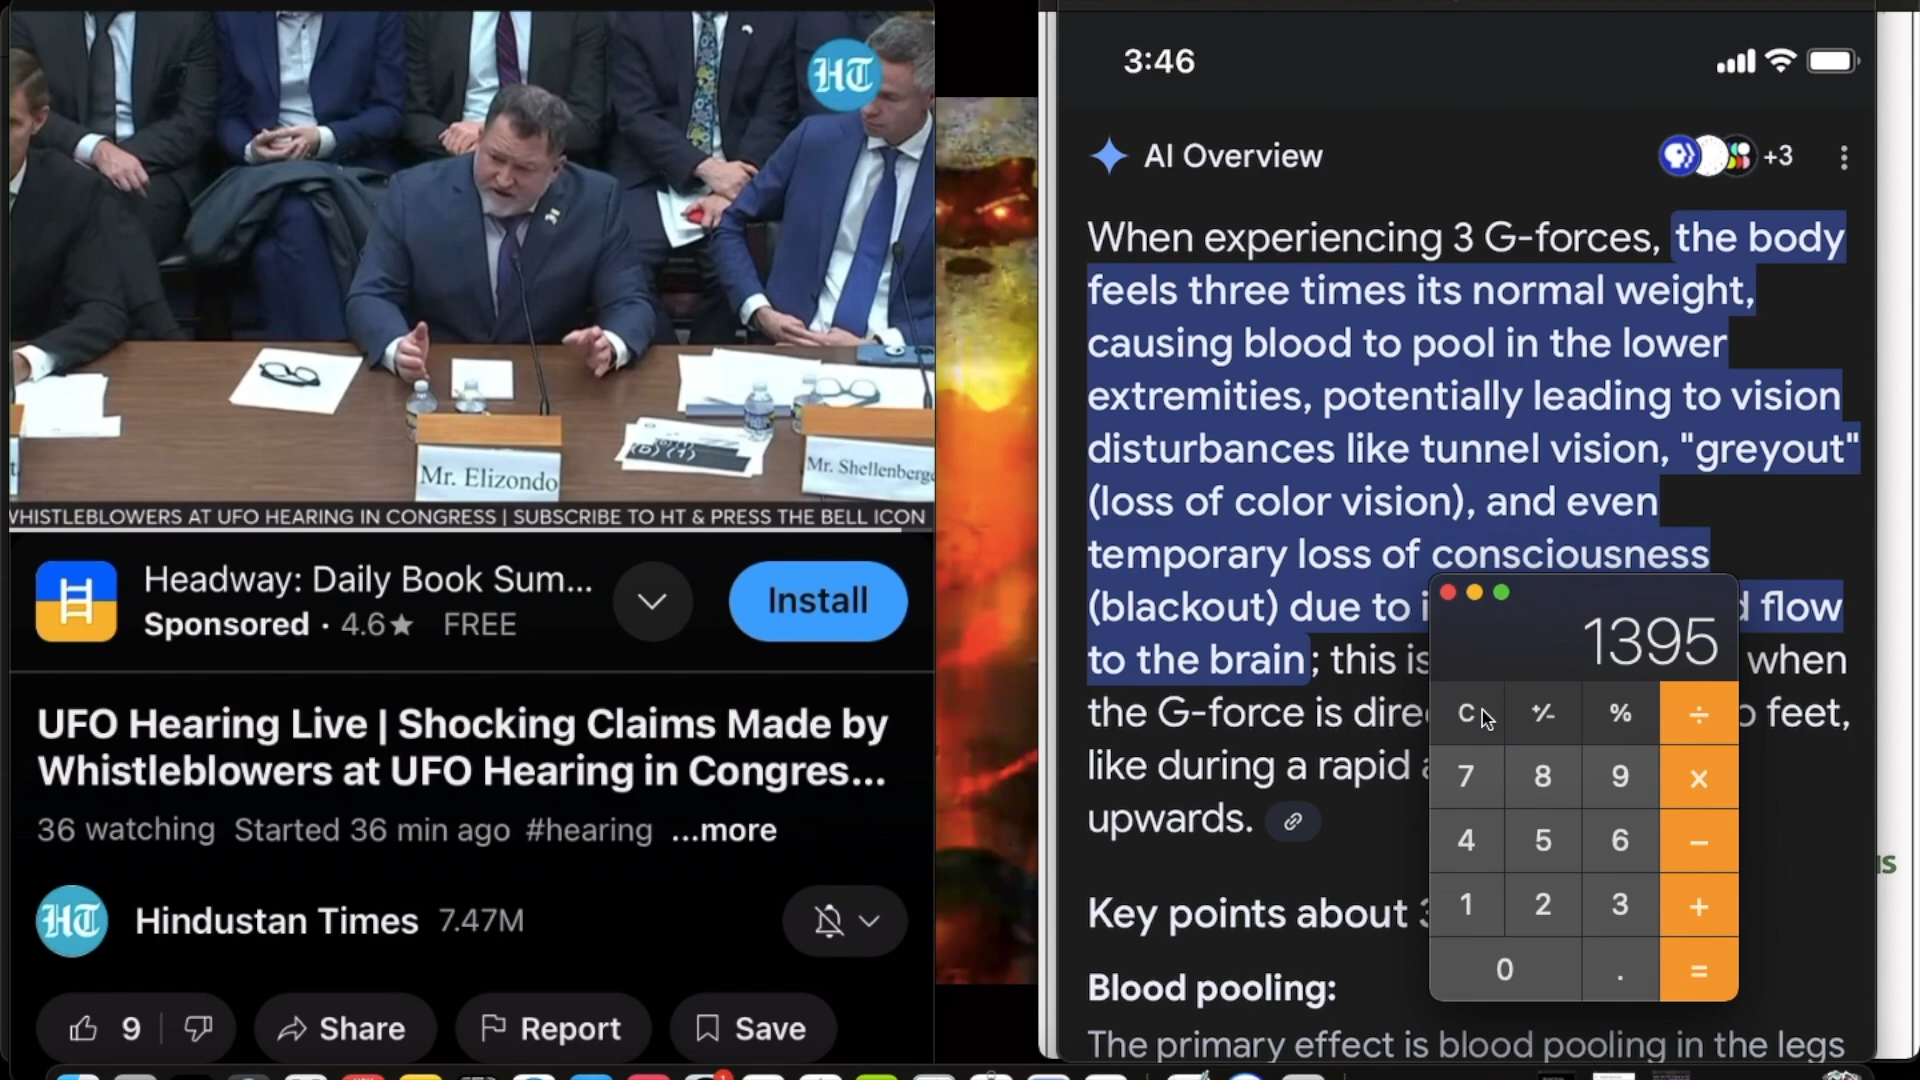 HT
Mr. Elizondo
Mr. Shellenberge
WHISTLEBLOWERS AT UFO HEARING IN CONGRESS | SUBSCRIBE TO HT & PRESS THE BELL ICON
Headway: Daily Book Sum...
Sponsored · 4.6★ FREE
Install
UFO Hearing Live | Shocking Claims Made by
Whistleblowers at UFO Hearing in Congres...
36 watching Started 36 min ago #hearing ...more
HT
Hindustan Times 7.47M
9
Share
Report
Save
3:46
AI Overview
+3
When experiencing 3 G-forces, the body
feels three times its normal weight,
causing blood to pool in the lower
extremities, potentially leading to vision
disturbances like tunnel vision, "greyout"
(loss of color vision), and even
temporary loss of consciousness
(blackout) due to i d flow
to the brain; this is when
the G-force is dire o feet,
like during a rapid a
upwards.
Key points about 3
Blood pooling:
The primary effect is blood pooling in the legs
1395
C +/- % ÷
7 8 9 ×
4 5 6 −
1 2 3 +
0 . =